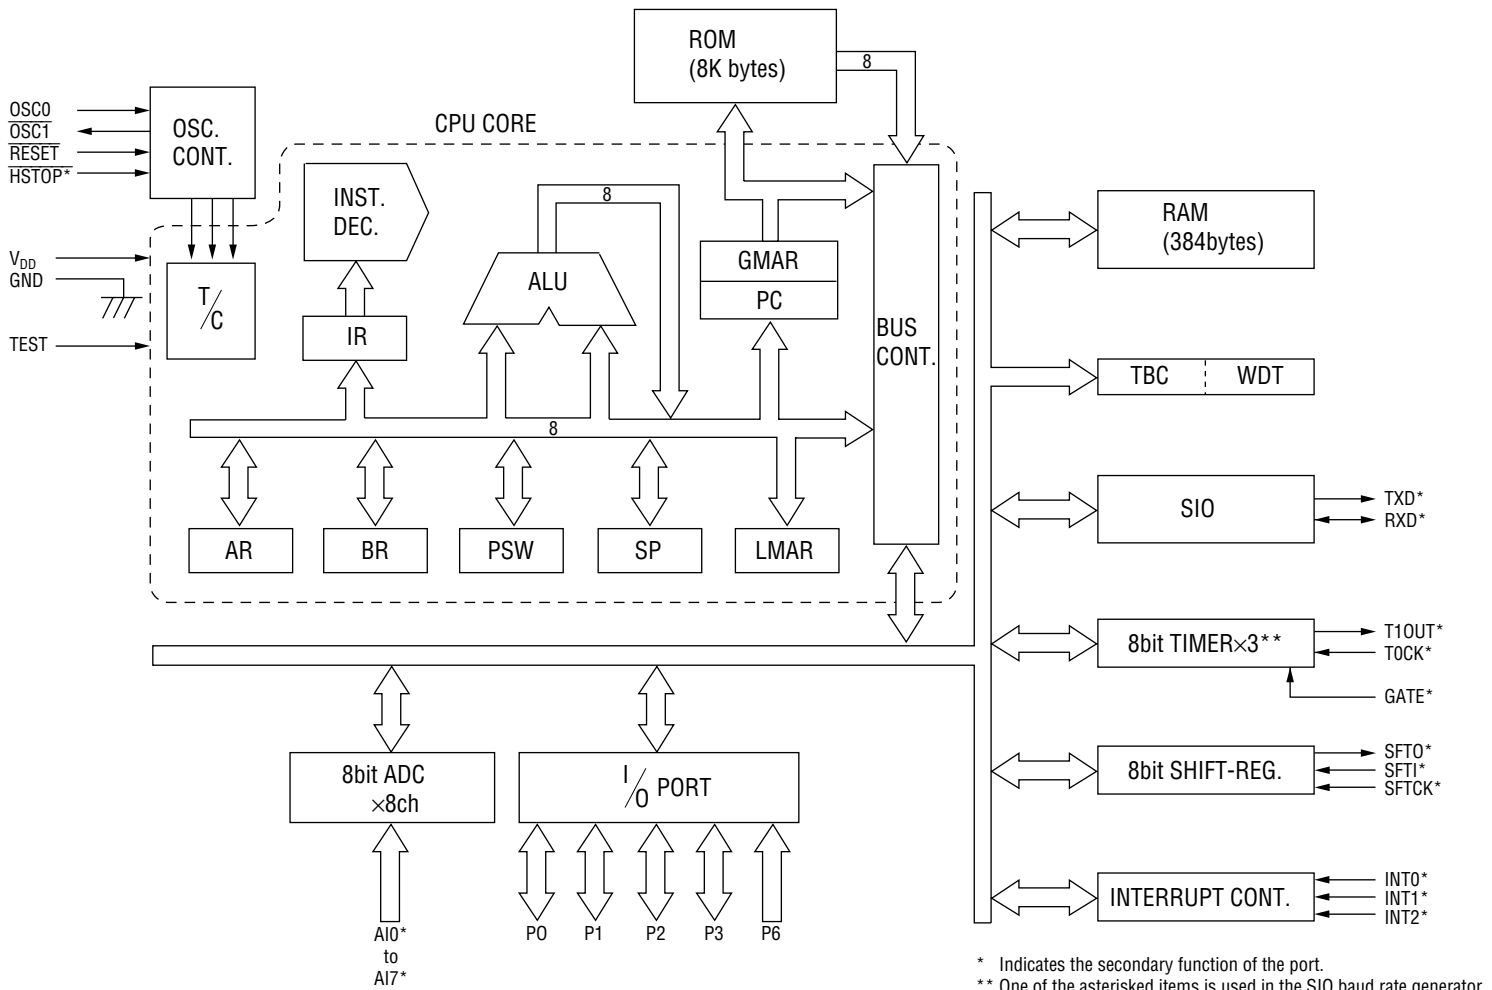 ROM
(8K bytes)
8
OSC0
OSC1
RESET
HSTOP*
OSC.
CONT.
CPU CORE
INST.
DEC.
8
RAM
(384bytes)
VDD
GND
T/C
ALU
GMAR
PC
TEST
IR
BUS
CONT.
TBC
WDT
8
SIO
TXD*
RXD*
AR
BR
PSW
SP
LMAR
8bit TIMER×3**
T1OUT*
T0CK*
GATE*
8bit ADC
×8ch
I/O PORT
8bit SHIFT-REG.
SFTO*
SFTI*
SFTCK*
INTERRUPT CONT.
INT0*
INT1*
INT2*
AI0*
to
AI7*
P0
P1
P2
P3
P6
* Indicates the secondary function of the port.
** One of the asterisked items is used in the SIO baud rate generator